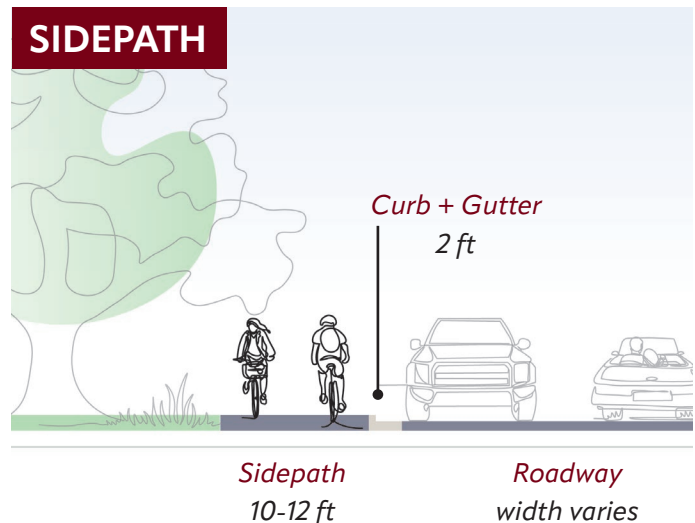 SIDEPATH
Curb + Gutter
2 ft
Sidepath
10-12 ft
Roadway
width varies